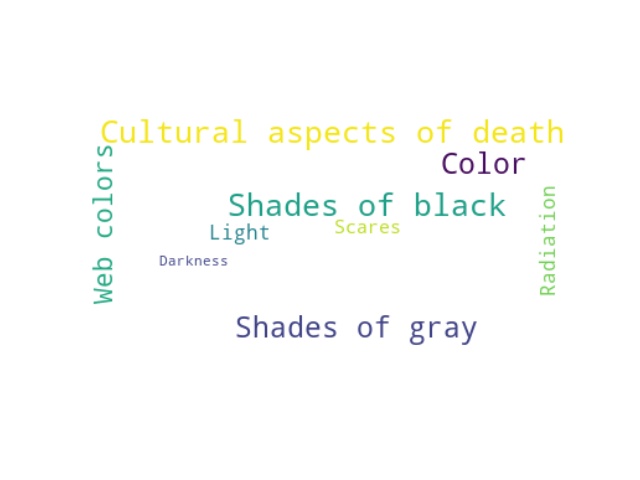 Cultural aspects of death
Color
Web colors
Shades of black
Radiation
Light
Scares
Darkness
Shades of gray